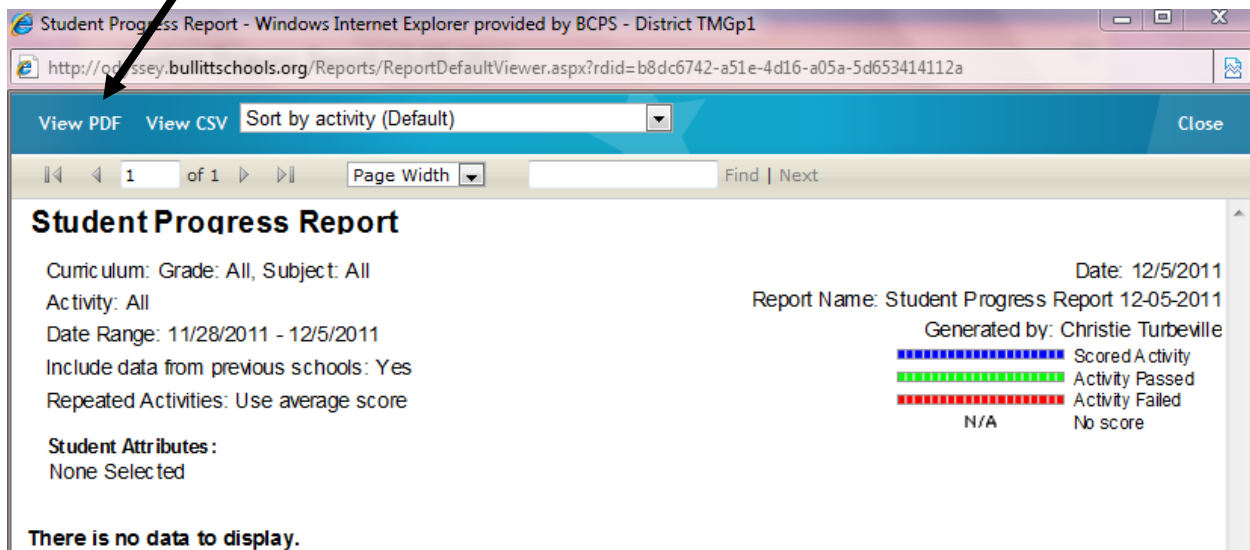 Student Progress Report - Windows Internet Explorer provided by BCPS - District TMGp1
http://odyssey.bullittschools.org/Reports/ReportDefaultViewer.aspx?rdid=b8dc6742-a51e-4d16-a05a-5d653414112a
View PDF View CSV Sort by activity (Default) Close
1 of 1 Page Width Find | Next
Student Progress Report
Curriculum: Grade: All, Subject: All
Date: 12/5/2011
Activity: All
Report Name: Student Progress Report 12-05-2011
Date Range: 11/28/2011 - 12/5/2011
Generated by: Christie Turbeville
Include data from previous schools: Yes
Scored Activity
Activity Passed
Repeated Activities: Use average score
Activity Failed
N/A No score
Student Attributes:
None Selected
There is no data to display.